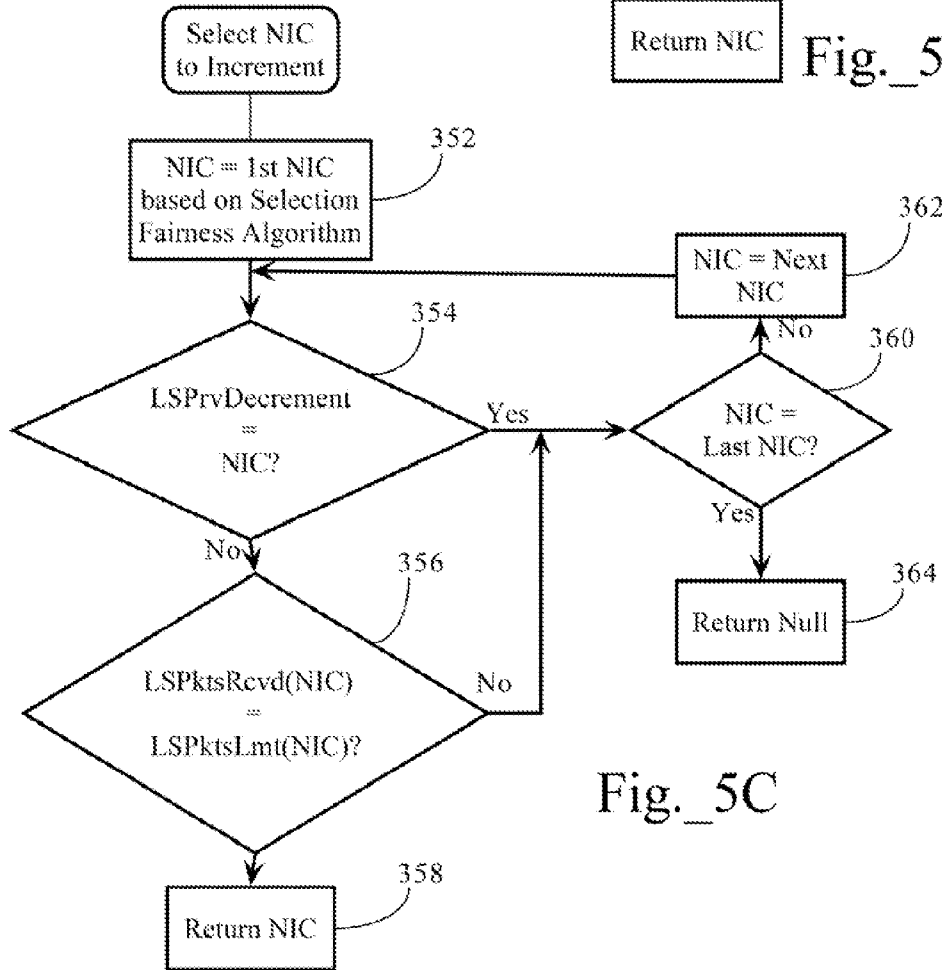 Select NIC
to Increment
Return NIC
Fig._5
352
NIC = 1st NIC
based on Selection
Fairness Algorithm
362
NIC = Next
NIC
No
354
LSPrvDecrement
=
NIC?
Yes
360
NIC =
Last NIC?
Yes
No
356
LSPktsRcvd(NIC)
=
LSPktsLmt(NIC)?
No
364
Return Null
Fig._5C
358
Return NIC